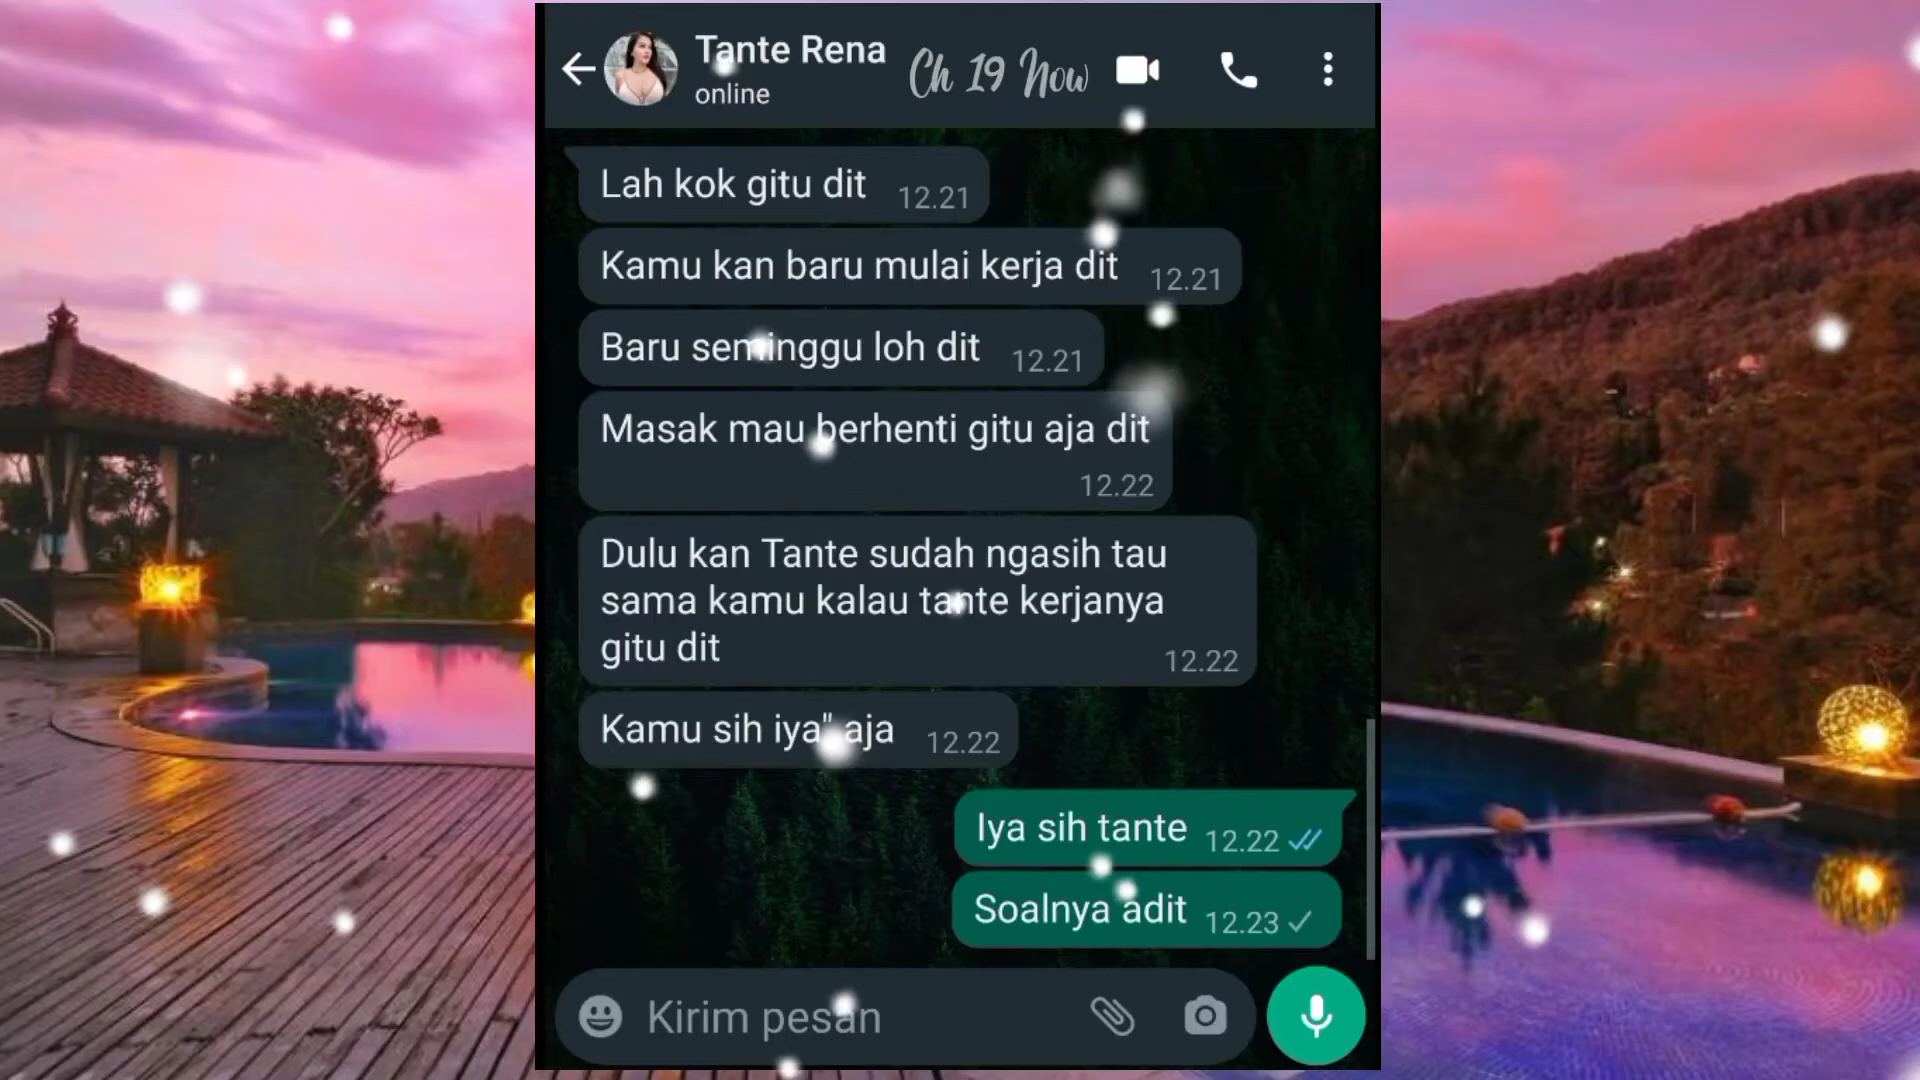 Tante Rena
online
Ch 19 Now
Lah kok gitu dit 12.21
Kamu kan baru mulai kerja dit 12.21
Baru seminggu loh dit 12.21
Masak mau berhenti gitu aja dit
12.22
Dulu kan Tante sudah ngasih tau
sama kamu kalau tante kerjanya
gitu dit 12.22
Kamu sih iya" aja 12.22
Iya sih tante 12.22
Soalnya adit 12.23
Kirim pesan